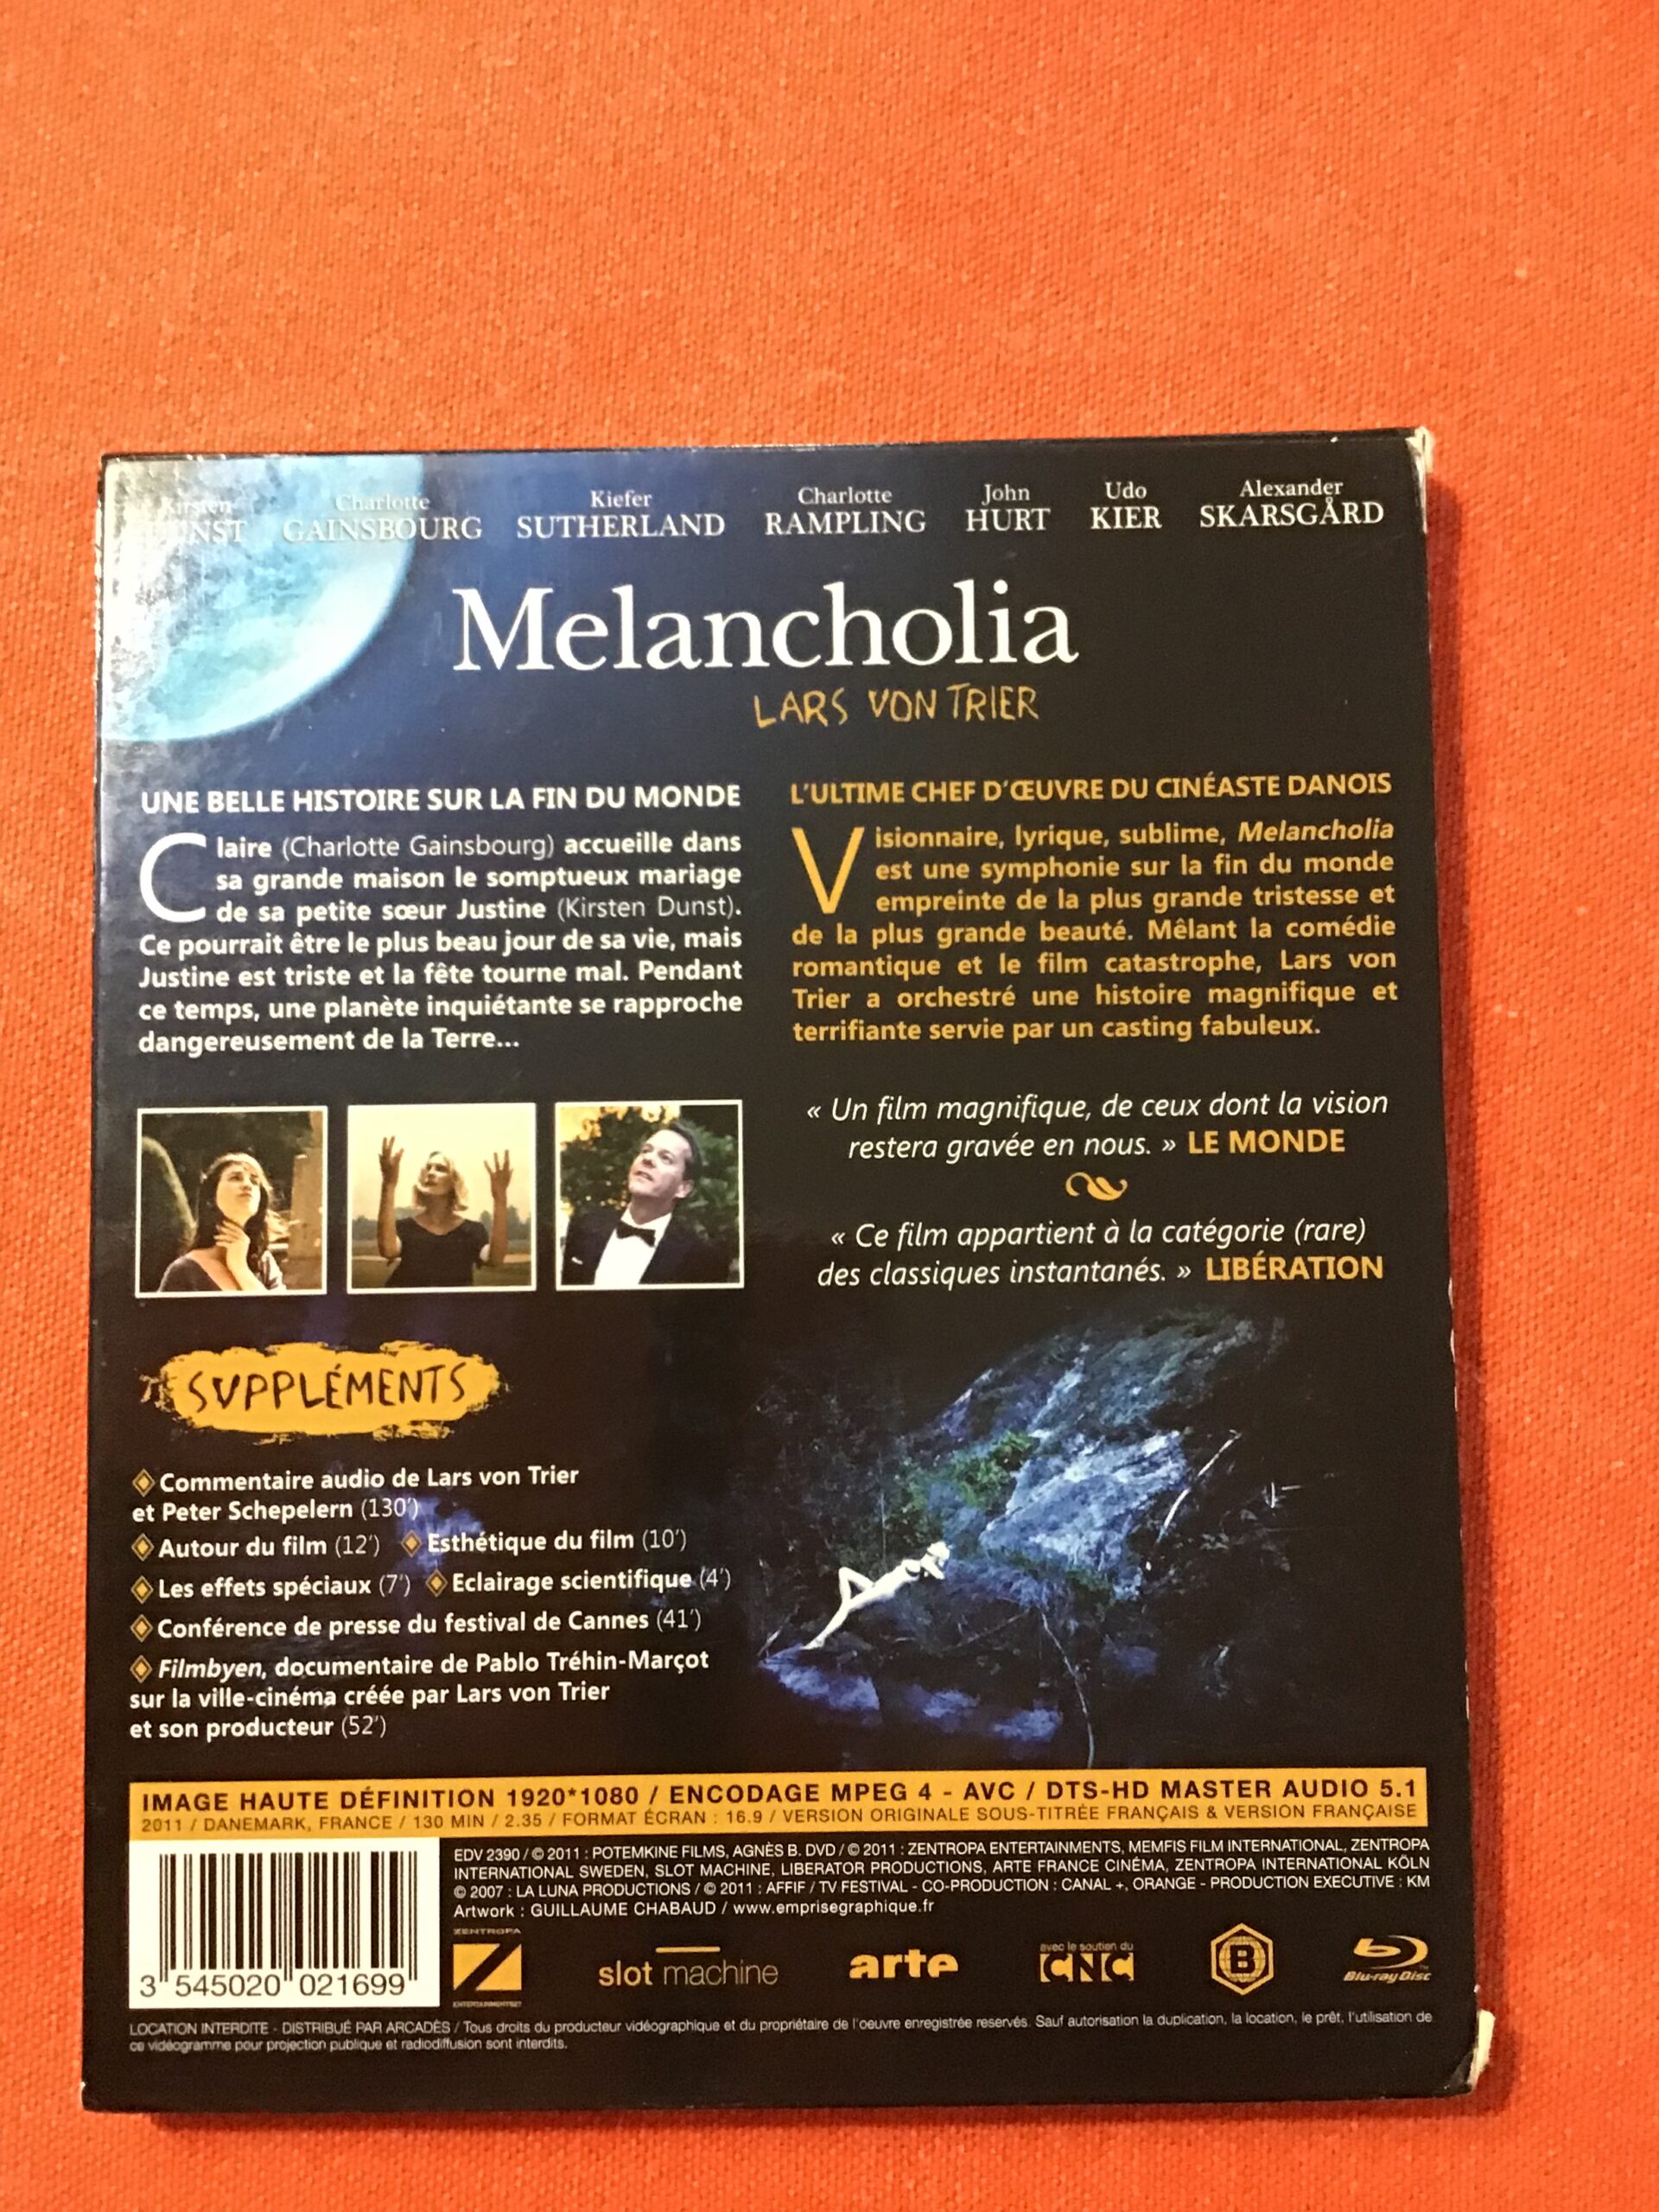 Kirsten Charlotte Kiefer Charlotte John Udo Alexander
DUNST GAINSBOURG SUTHERLAND RAMPLING HURT KIER SKARSGÅRD
Melancholia
LARS VON TRIER
UNE BELLE HISTOIRE SUR LA FIN DU MONDE
Claire (Charlotte Gainsbourg) accueille dans
sa grande maison le somptueux mariage
de sa petite sœur Justine (Kirsten Dunst).
Ce pourrait être le plus beau jour de sa vie, mais
Justine est triste et la fête tourne mal. Pendant
ce temps, une planète inquiétante se rapproche
dangereusement de la Terre...
L'ULTIME CHEF D'ŒUVRE DU CINÉASTE DANOIS
Visionnaire, lyrique, sublime, Melancholia
est une symphonie sur la fin du monde
empreinte de la plus grande tristesse et
de la plus grande beauté. Mêlant la comédie
romantique et le film catastrophe, Lars von
Trier a orchestré une histoire magnifique et
terrifiante servie par un casting fabuleux.
« Un film magnifique, de ceux dont la vision
restera gravée en nous. » LE MONDE
« Ce film appartient à la catégorie (rare)
des classiques instantanés. » LIBÉRATION
SUPPLÉMENTS
Commentaire audio de Lars von Trier
et Peter Schepelern (130')
Autour du film (12') Esthétique du film (10')
Les effets spéciaux (7') Eclairage scientifique (4')
Conférence de presse du festival de Cannes (41')
Filmbyen, documentaire de Pablo Tréhin-Marçot
sur la ville-cinéma créée par Lars von Trier
et son producteur (52')
IMAGE HAUTE DÉFINITION 1920*1080 / ENCODAGE MPEG 4 - AVC / DTS-HD MASTER AUDIO 5.1
2011 / DANEMARK, FRANCE / 130 MIN / 2.35 / FORMAT ÉCRAN : 16.9 / VERSION ORIGINALE SOUS-TITRÉE FRANÇAIS & VERSION FRANÇAISE
EDV 2390 / © 2011 : POTEMKINE FILMS, AGNÈS B. DVD / © 2011 : ZENTROPA ENTERTAINMENTS, MEMFIS FILM INTERNATIONAL, ZENTROPA
INTERNATIONAL SWEDEN, SLOT MACHINE, LIBERATOR PRODUCTIONS, ARTE FRANCE CINÉMA, ZENTROPA INTERNATIONAL KÖLN
© 2007 : LA LUNA PRODUCTIONS / © 2011 : AFFIF / TV FESTIVAL - CO-PRODUCTION : CANAL +, ORANGE - PRODUCTION EXECUTIVE : KM
Artwork : GUILLAUME CHABAUD / www.emprisegraphique.fr
3 545020 021699
ZENTROPA
slot machine
arte
avec le soutien du
CNC
B
Blu-ray Disc
LOCATION INTERDITE - DISTRIBUÉ PAR ARCADÈS / Tous droits du producteur vidéographique et du propriétaire de l'oeuvre enregistrée reservés. Sauf autorisation la duplication, la location, le prêt, l'utilisation de
ce vidéogramme pour projection publique et radiodiffusion sont interdits.